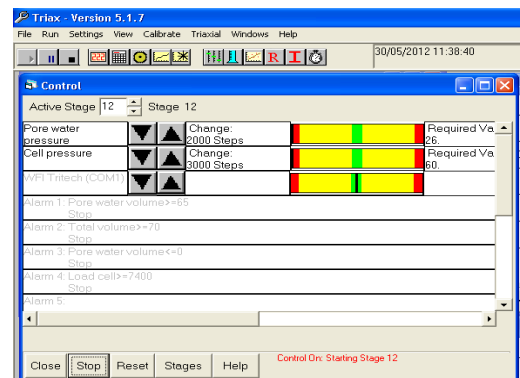 Triax - Version 5.1.7
File Run Settings View Calibrate Triaxial Windows Help
R I
30/05/2012 11:38:40
Control
Active Stage 12 Stage 12
Pore water pressure
Change: 2000 Steps
Required Va
26.
Cell pressure
Change: 3000 Steps
Required Va
60.
WFI Tritech (COM1)
Alarm 1: Pore water volume>=65
Stop
Alarm 2: Total volume>=70
Stop
Alarm 3: Pore water volume<=0
Stop
Alarm 4: Load cell>=7400
Stop
Alarm 5:
Close Stop Reset Stages Help
Control On: Starting Stage 12